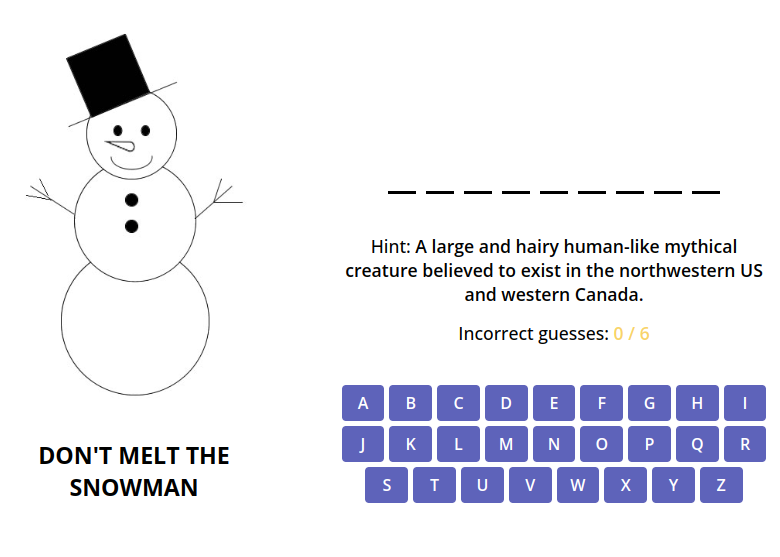 Hint: A large and hairy human-like mythical
creature believed to exist in the northwestern US
and western Canada.
Incorrect guesses: 0 / 6
A B C D E F G H I
J K L M N O P Q R
S T U V W X Y Z
DON'T MELT THE
SNOWMAN